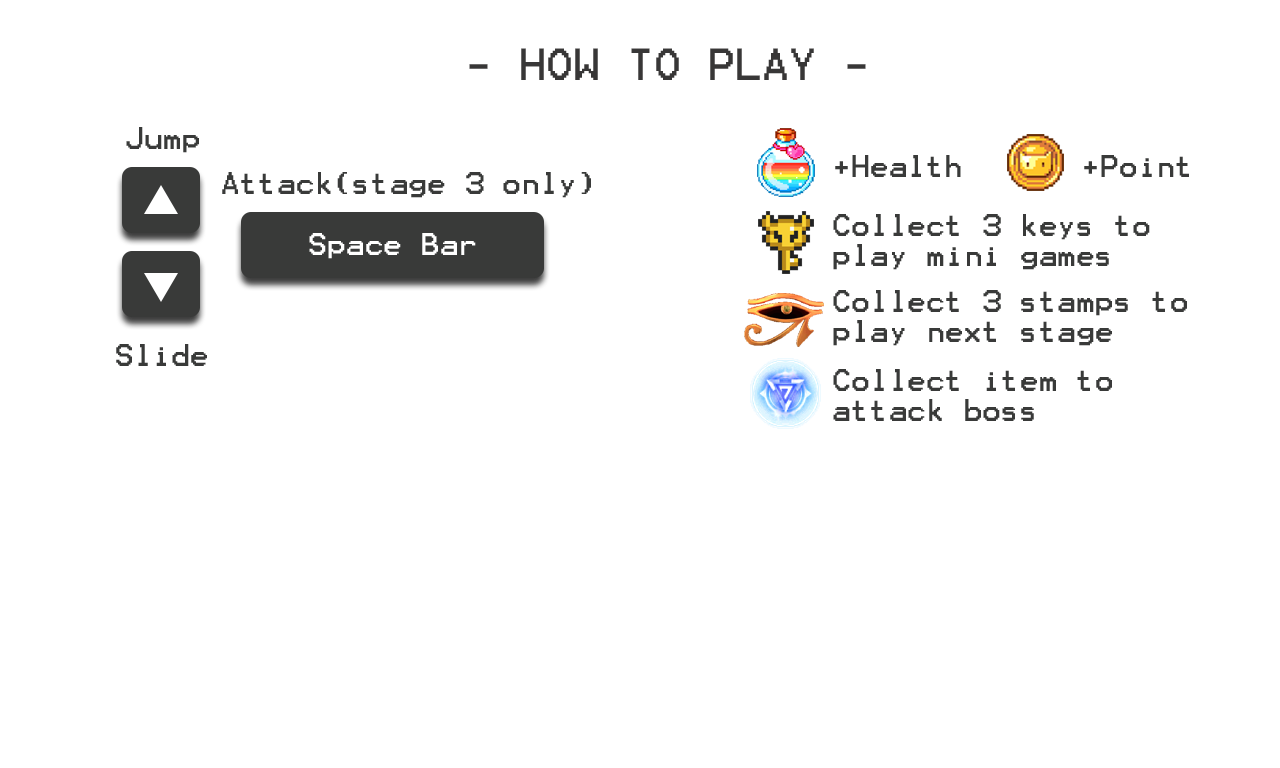 - HOW TO PLAY -
Jump
Attack(stage 3 only)
Space Bar
Slide
+Health
+Point
Collect 3 keys to
play mini games
Collect 3 stamps to
play next stage
Collect item to
attack boss